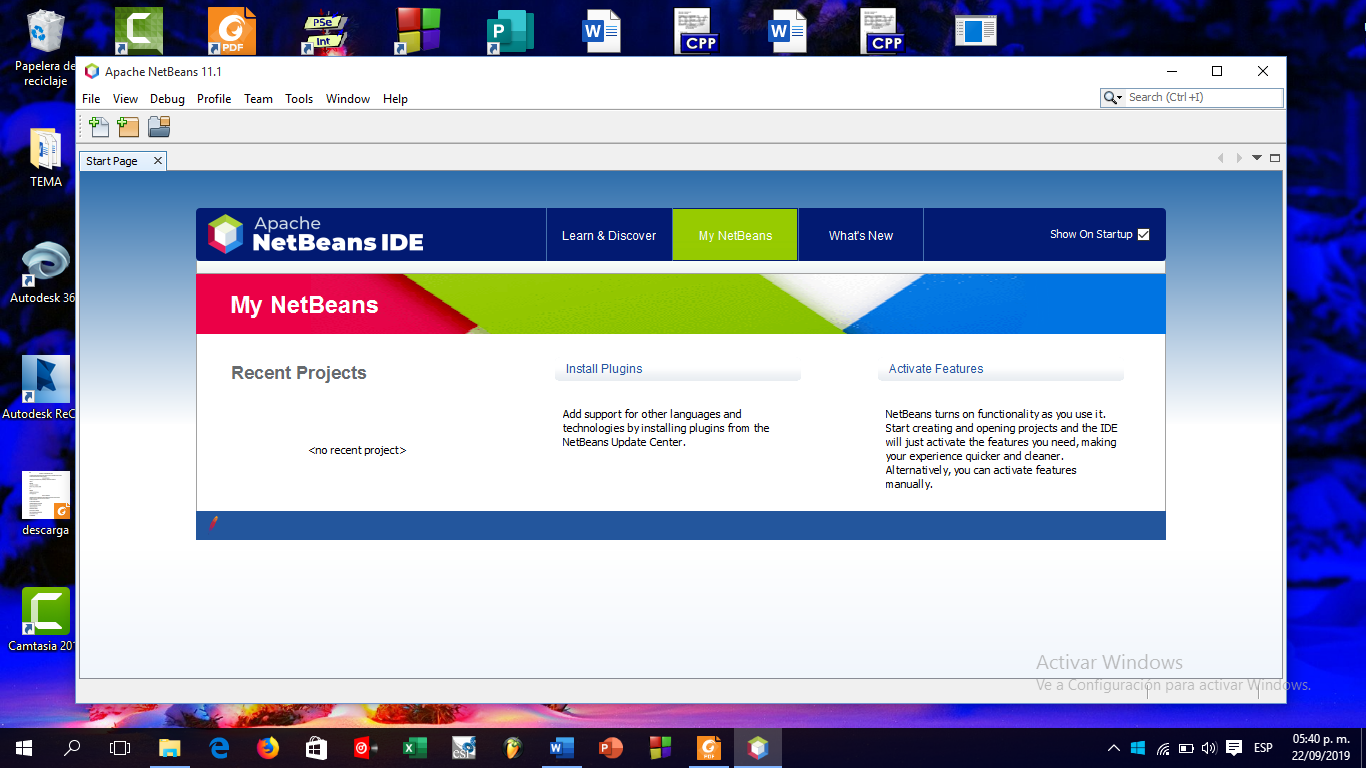 PSe
Int
PDF
DEV
CPP
DEV
CPP
Papelera de
reciclaje
TEMA
Autodesk 36
Autodesk ReC
descarga
Camtasia 201
Apache NetBeans 11.1
File View Debug Profile Team Tools Window Help
Search (Ctrl+I)
Start Page
Apache
NetBeans IDE
Learn & Discover
My NetBeans
What's New
Show On Startup
My NetBeans
Recent Projects
<no recent project>
Install Plugins
Add support for other languages and
technologies by installing plugins from the
NetBeans Update Center.
Activate Features
NetBeans turns on functionality as you use it.
Start creating and opening projects and the IDE
will just activate the features you need, making
your experience quicker and cleaner.
Alternatively, you can activate features
manually.
Activar Windows
Ve a Configuración para activar Windows.
ESP
05:40 p. m.
22/09/2019